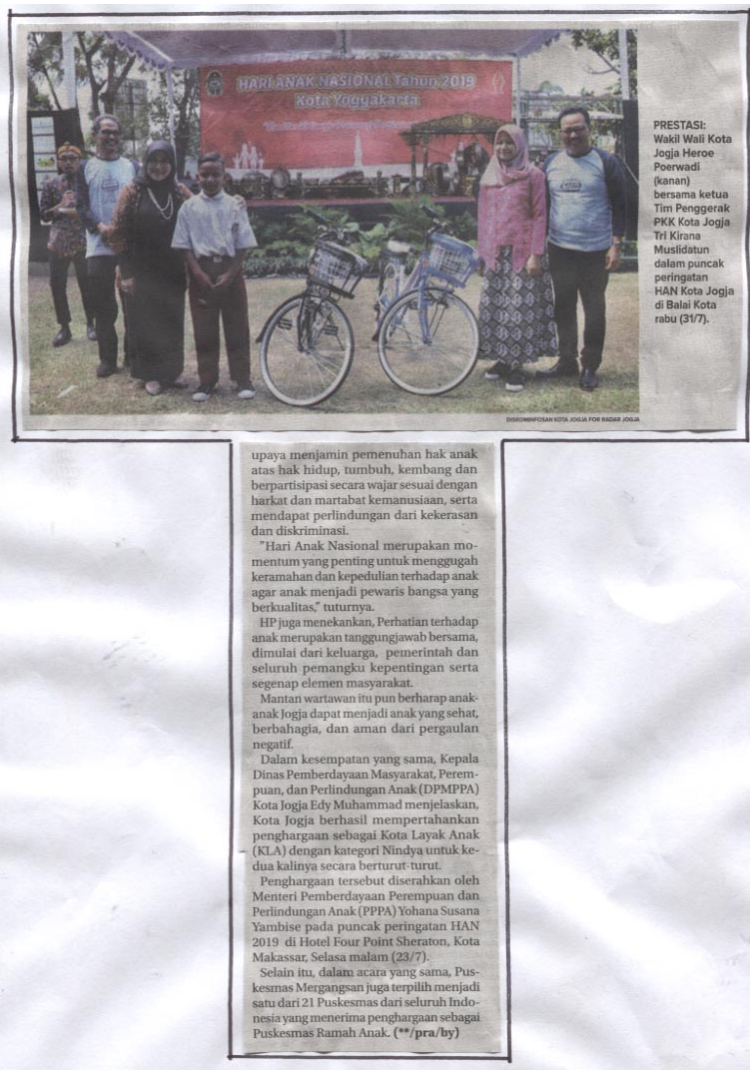 HARI ANAK NASIONAL Tahun 2019
Kota Yogyakarta
PRESTASI:
Wakil Wali Kota
Jogja Heroe
Poerwadi
(kanan)
bersama ketua
Tim Penggerak
PKK Kota Jogja
Tri Kirana
Muslidatun
dalam puncak
peringatan
HAN Kota Jogja
di Balai Kota
rabu (31/7).
DISKOMINFOSAN KOTA JOGJA FOR RADAR JOGJA
upaya menjamin pemenuhan hak anak
atas hak hidup, tumbuh, kembang dan
berpartisipasi secara wajar sesuai dengan
harkat dan martabat kemanusiaan, serta
mendapat perlindungan dari kekerasan
dan diskriminasi.
"Hari Anak Nasional merupakan mo-
mentum yang penting untuk menggugah
keramahan dan kepedulian terhadap anak
agar anak menjadi pewaris bangsa yang
berkualitas," tuturnya.
HP juga menekankan, Perhatian terhadap
anak merupakan tanggungjawab bersama,
dimulai dari keluarga, pemerintah dan
seluruh pemangku kepentingan serta
segenap elemen masyarakat.
Mantan wartawan itu pun berharap anak-
anak Jogja dapat menjadi anak yang sehat,
berbahagia, dan aman dari pergaulan
negatif.
Dalam kesempatan yang sama, Kepala
Dinas Pemberdayaan Masyarakat, Perem-
puan, dan Perlindungan Anak (DPMPPA)
Kota Jogja Edy Muhammad menjelaskan,
Kota Jogja berhasil mempertahankan
penghargaan sebagai Kota Layak Anak
(KLA) dengan kategori Nindya untuk ke-
dua kalinya secara berturut-turut.
Penghargaan tersebut diserahkan oleh
Menteri Pemberdayaan Perempuan dan
Perlindungan Anak (PPPA) Yohana Susana
Yambise pada puncak peringatan HAN
2019 di Hotel Four Point Sheraton, Kota
Makassar, Selasa malam (23/7).
Selain itu, dalam acara yang sama, Pus-
kesmas Mergangsan juga terpilih menjadi
satu dari 21 Puskesmas dari seluruh Indo-
nesia yang menerima penghargaan sebagai
Puskesmas Ramah Anak. (**/pra/by)